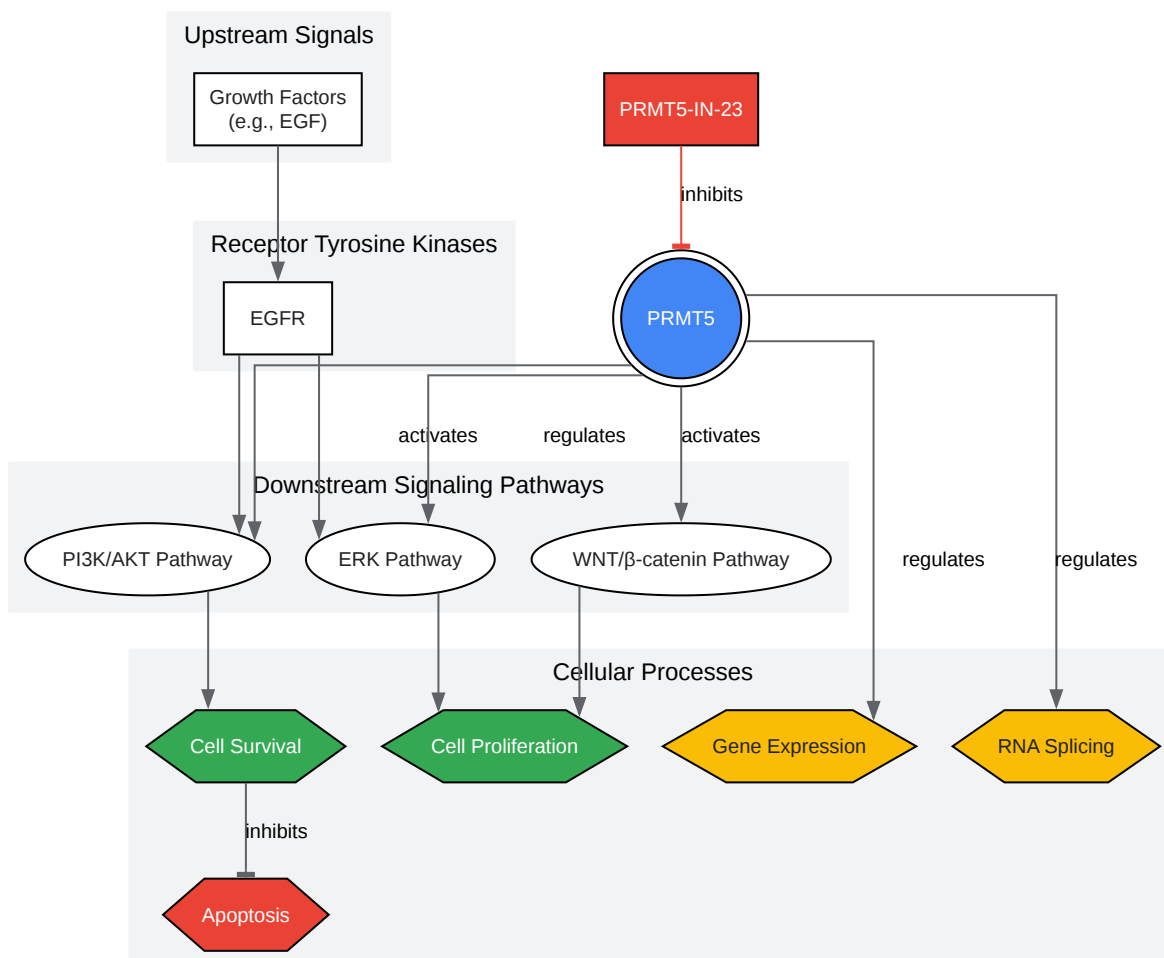 Upstream Signals
Growth Factors
(e.g., EGF)
PRMT5-IN-23
inhibits
Receptor Tyrosine Kinases
EGFR
PRMT5
activates
regulates
activates
Downstream Signaling Pathways
PI3K/AKT Pathway
ERK Pathway
WNT/β-catenin Pathway
regulates
regulates
Cellular Processes
Cell Survival
Cell Proliferation
Gene Expression
RNA Splicing
inhibits
Apoptosis